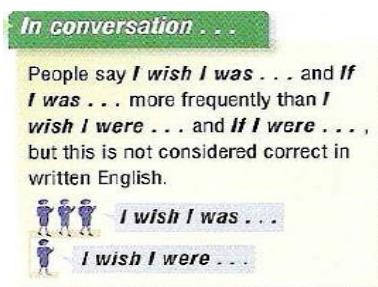 In conversation . . .
People say I wish I was . . . and If
I was . . . more frequently than I
wish I were . . . and If I were . . . ,
but this is not considered correct in
written English.
I wish I was . . .
I wish I were . . .